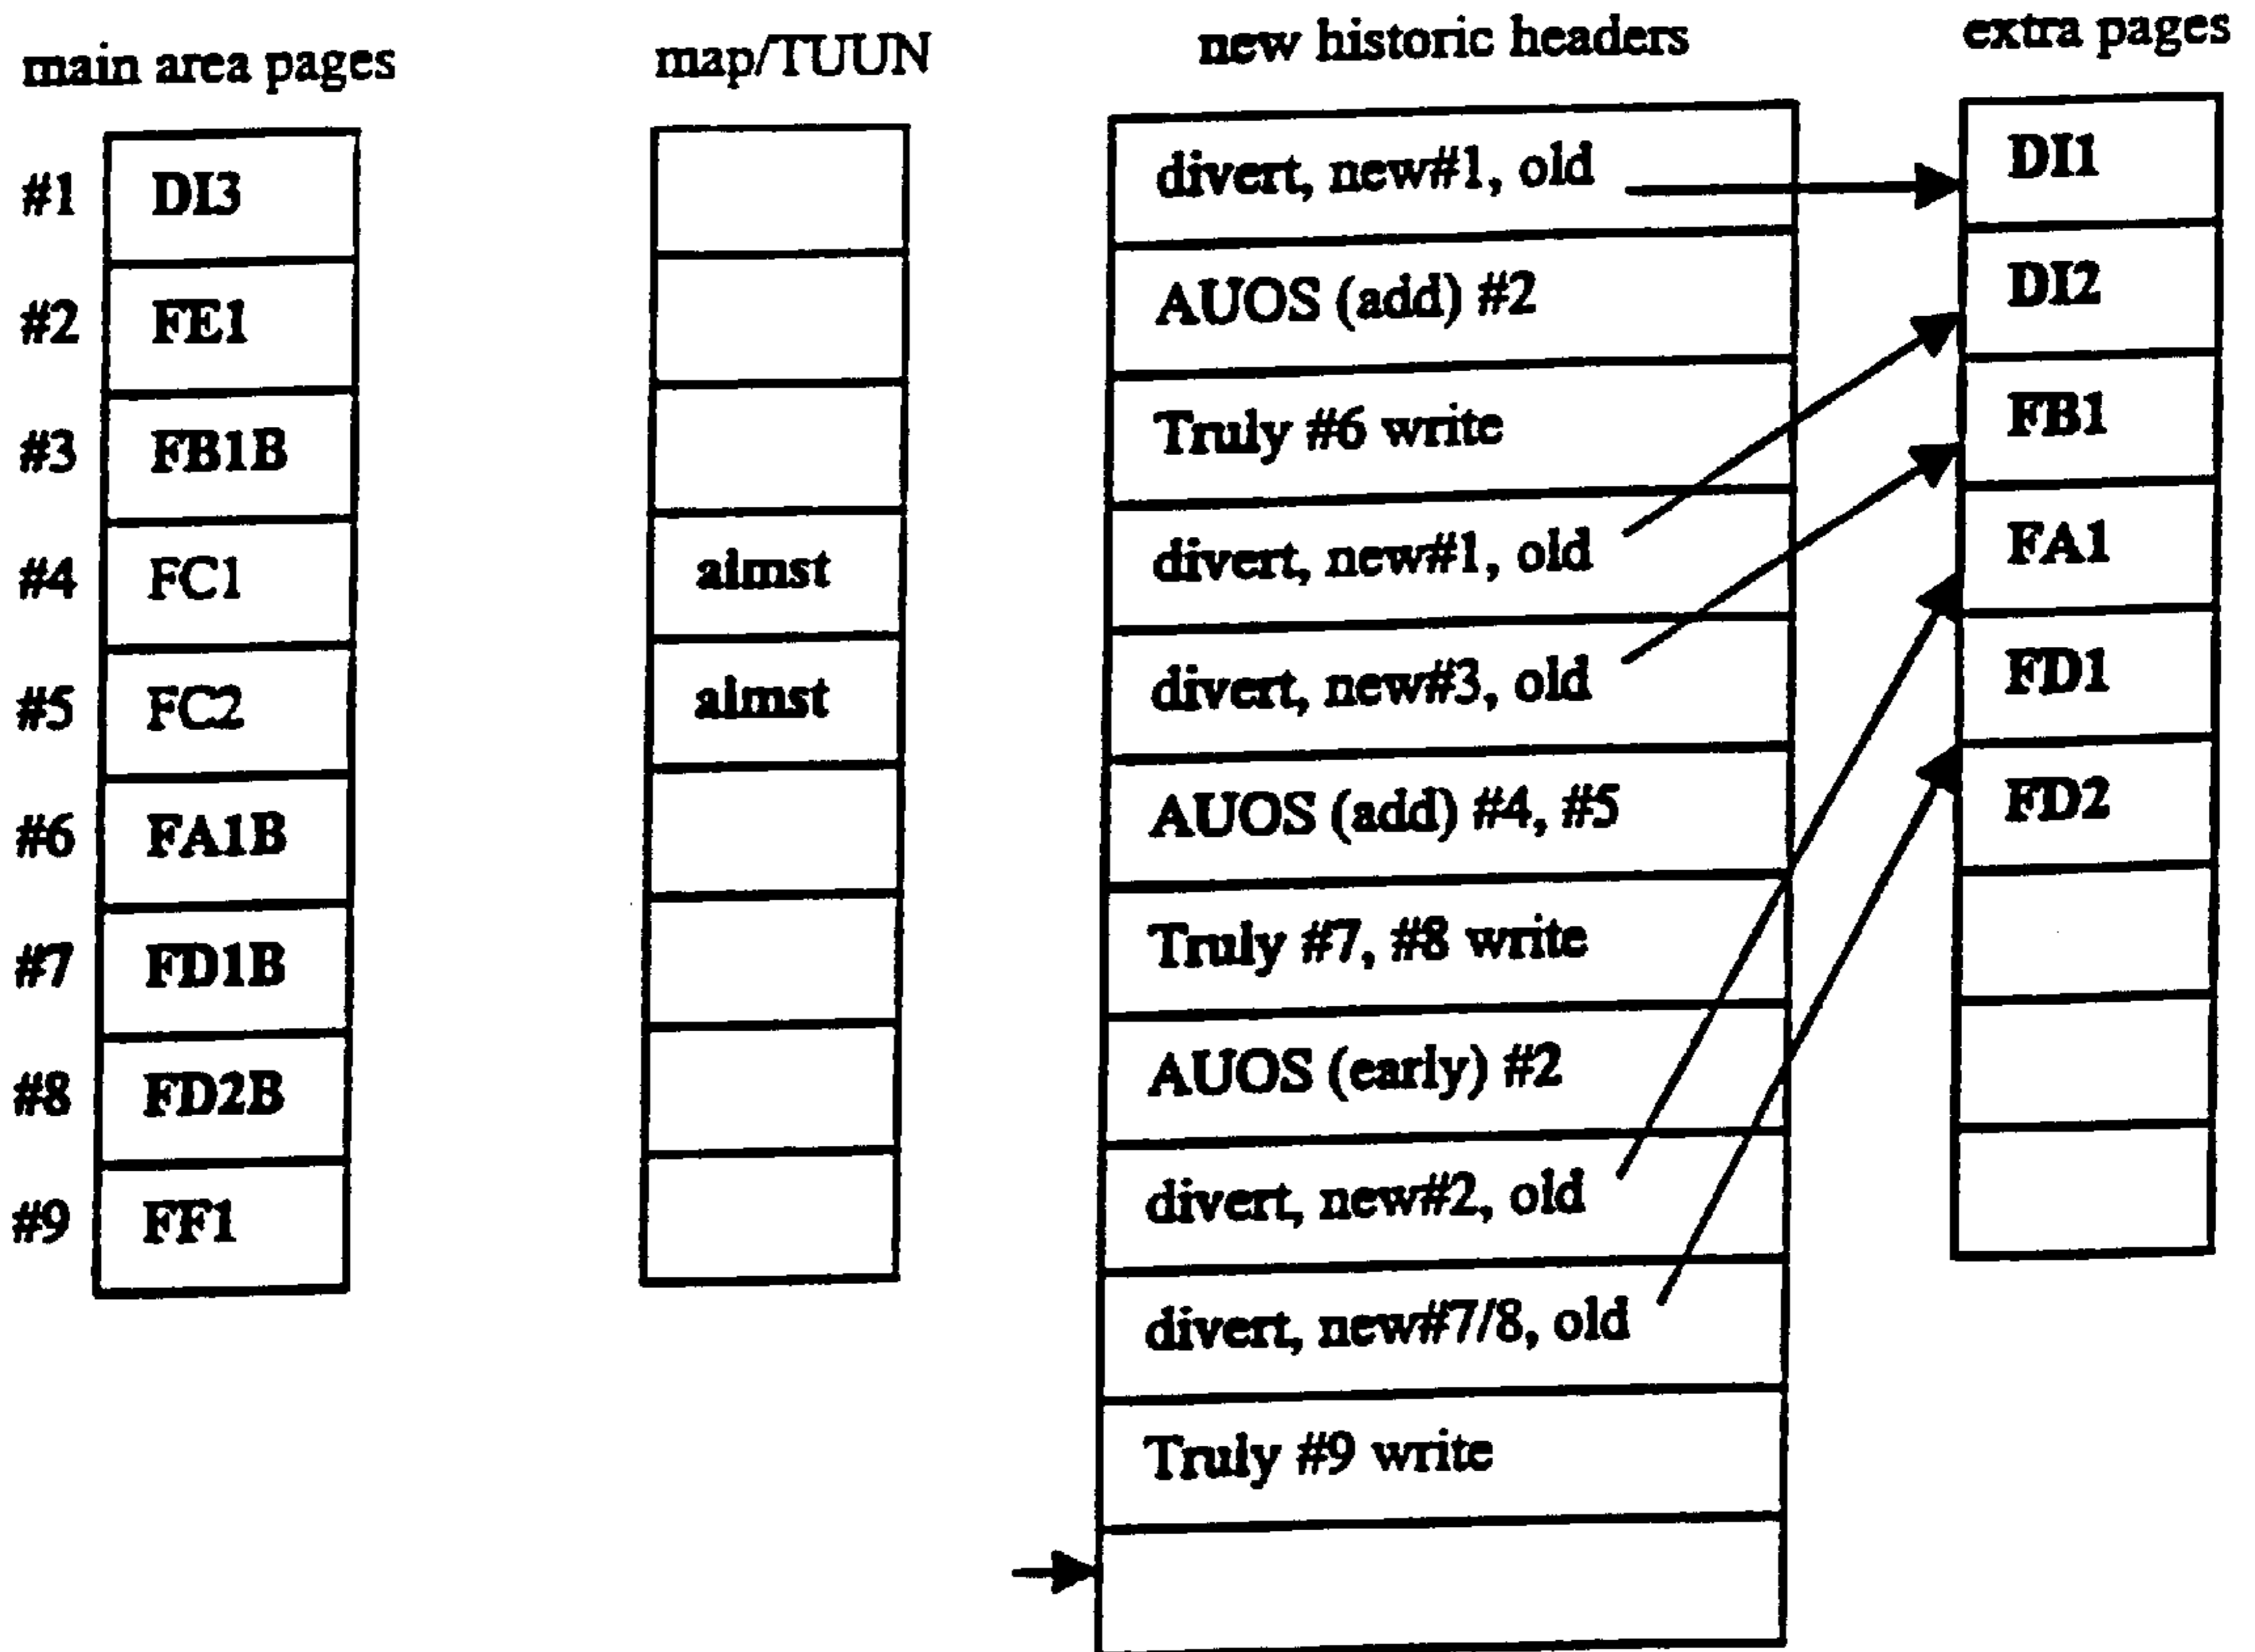 main area pages
#1 DI3
#2 FE1
#3 FB1B
#4 FC1
#5 FC2
#6 FA1B
#7 FD1B
#8 FD2B
#9 FF1
map/TUUN
almst
almst
new historic headers
divert, new#1, old
AUOS (add) #2
Truly #6 write
divert, new#1, old
divert, new#3, old
AUOS (add) #4, #5
Truly #7, #8 write
AUOS (early) #2
divert, new#2, old
divert, new#7/8, old
Truly #9 write
extra pages
DI1
DI2
FB1
FA1
FD1
FD2